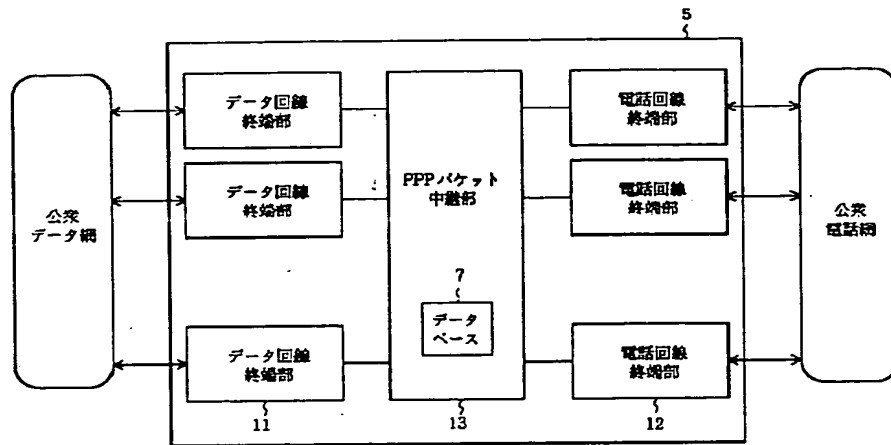 5
データ回線
終端部
電話回線
終端部
データ回線
終端部
PPPパケット
中継部
電話回線
終端部
公衆
データ網
公衆
電話網
7
データ
ベース
データ回線
終端部
電話回線
終端部
11
13
12